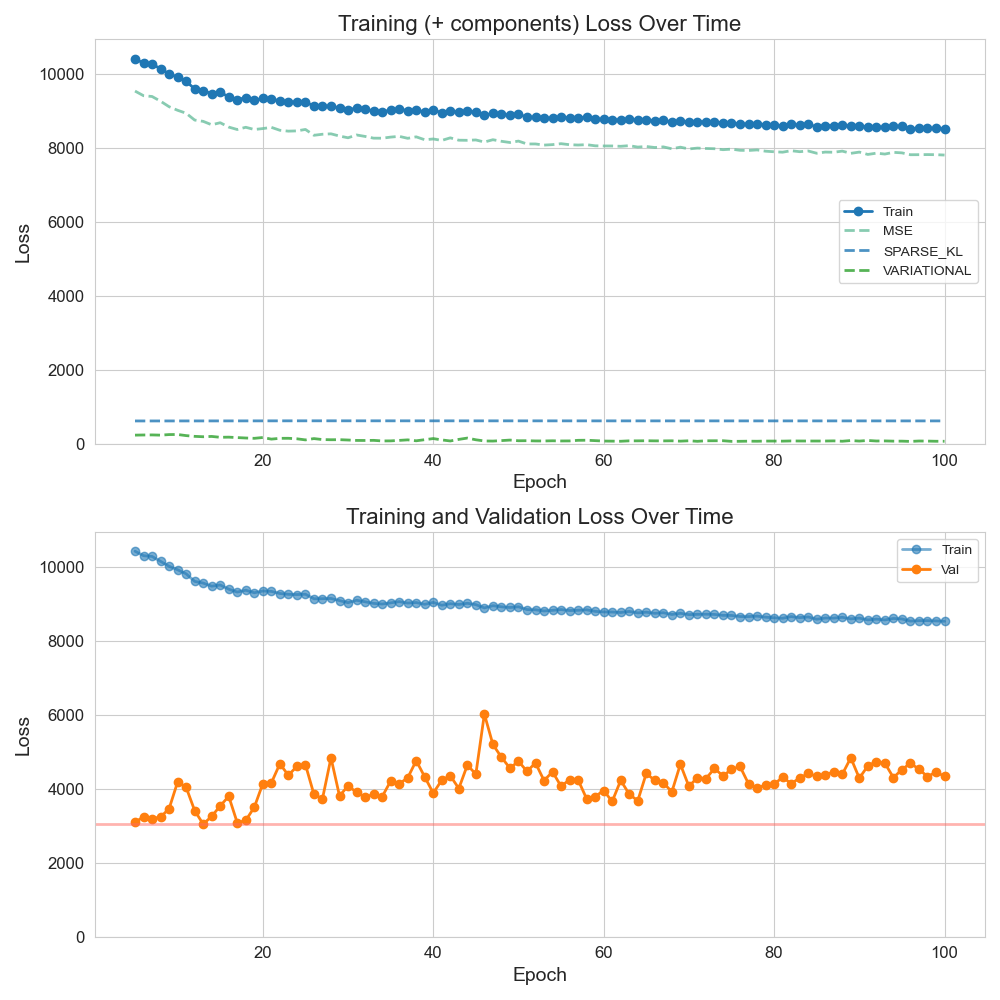 Training (+ components) Loss Over Time
10000
8000
6000
4000
2000
0
Loss
Train
MSE
SPARSE_KL
VARIATIONAL
20 40 60 80 100
Epoch
Training and Validation Loss Over Time
10000
8000
6000
4000
2000
0
Loss
Train
Val
20 40 60 80 100
Epoch